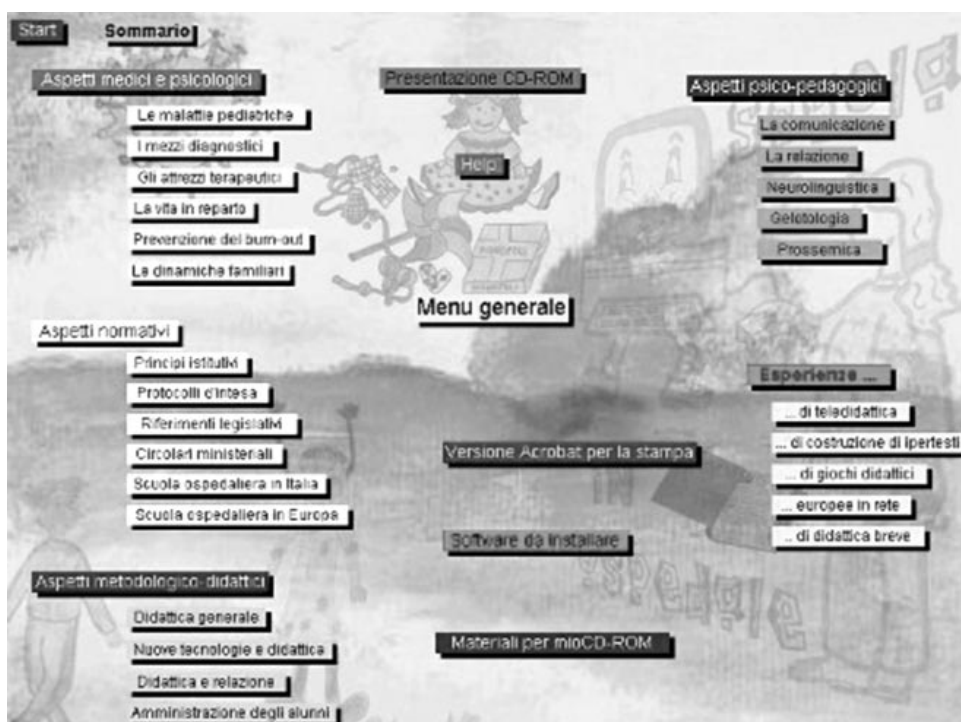 Start
Sommario
Aspetti medici e psicologici
Le malattie pediatriche
I mezzi diagnostici
Gli attrezzi terapeutici
La vita in reparto
Prevenzione del burn-out
Le dinamiche familiari
Aspetti normativi
Principi istitutivi
Protocolli d'intesa
Riferimenti legislativi
Circolari ministeriali
Scuola ospedaliera in Italia
Scuola ospedaliera in Europa
Aspetti metodologico-didattici
Didattica generale
Nuove tecnologie e didattica
Didattica e relazione
Amministrazione degli alunni
Presentazione CD-ROM
Help
Menu generale
Versione Acrobat per la stampa
Software da installare
Materiali per mioCD-ROM
Aspetti psico-pedagogici
La comunicazione
La relazione
Neurolinguistica
Gelotologia
Prossemica
Esperienze ...
... di teledidattica
... di costruzione di ipertesti
... di giochi didattici
... europee in rete
... di didattica breve